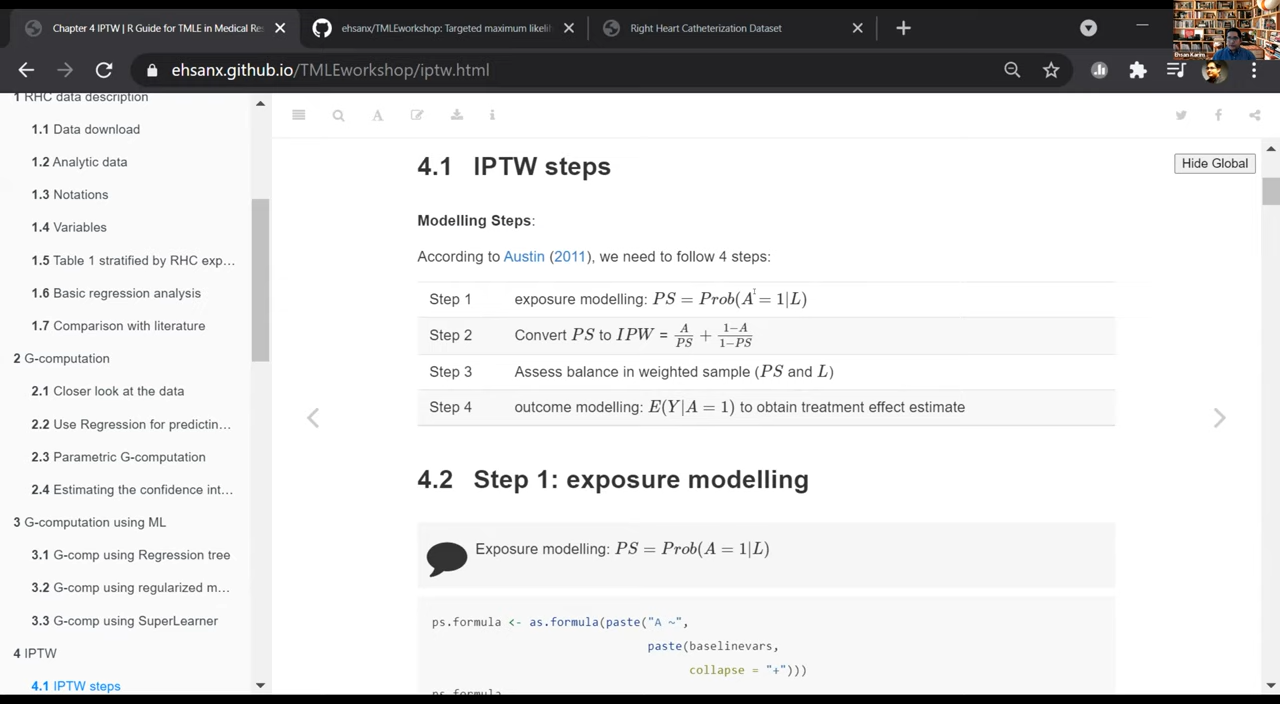 Chapter 4 IPTW | R Guide for TMLE in Medical Re
ehsanx/TMLEworkshop: Targeted maximum likeli
Right Heart Catheterization Dataset
ehsanx.github.io/TMLEworkshop/iptw.html
Ehsan Karim
1 RHC data description
1.1 Data download
1.2 Analytic data
1.3 Notations
1.4 Variables
1.5 Table 1 stratified by RHC exp…
1.6 Basic regression analysis
1.7 Comparison with literature
2 G-computation
2.1 Closer look at the data
2.2 Use Regression for predictin…
2.3 Parametric G-computation
2.4 Estimating the confidence int…
3 G-computation using ML
3.1 G-comp using Regression tree
3.2 G-comp using regularized m…
3.3 G-comp using SuperLearner
4 IPTW
4.1 IPTW steps
Hide Global
4.1 IPTW steps
Modelling Steps:
According to Austin (2011), we need to follow 4 steps:
Step 1 exposure modelling: PS = Prob(A = 1|L)
Step 2 Convert PS to IPW = A/PS + 1−A/1−PS
Step 3 Assess balance in weighted sample (PS and L)
Step 4 outcome modelling: E(Y|A = 1) to obtain treatment effect estimate
4.2 Step 1: exposure modelling
Exposure modelling: PS = Prob(A = 1|L)
ps.formula <- as.formula(paste("A ~",
paste(baselinevars,
collapse = "+")))
ps.formula